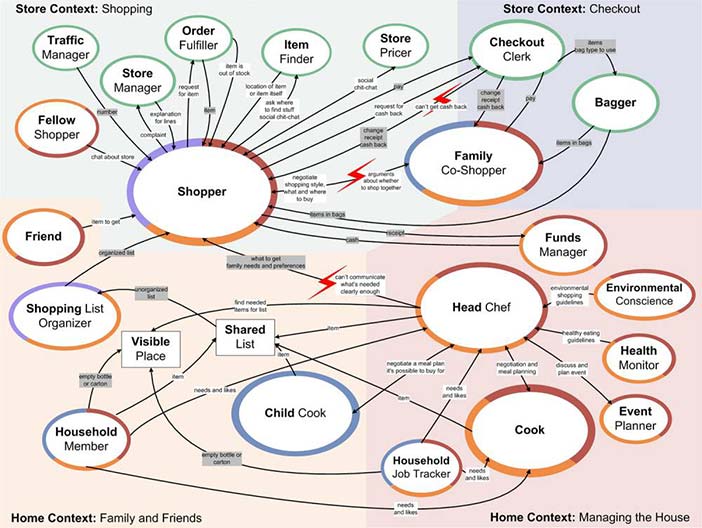 Store Context: Shopping
Store Context: Checkout
Traffic
Manager
Order
Fulfiller
Item
Finder
Store
Pricer
Checkout
Clerk
items
bag type to use
Store
Manager
item is
out of stock
request
for item
location of item
or item itself
social
chit-chat
pay
Bagger
number
explanation
for lines
item
ask where
to find stuff
social chit-chat
request for
cash back
can't get cash back
change
receipt
cash back
pay
Fellow
Shopper
complaint
change
receipt
cash back
items in bags
chat about store
Family
Co-Shopper
Shopper
negotiate
shopping style,
what and where
to buy
arguments
about whether
to shop together
items in bags
Friend
item to get
receipt
cash
Funds
Manager
organized list
what to get
family needs and preferences
can't communicate
what's needed
clearly enough
Shopping List
Organizer
unorganized
list
find needed
items for list
Head Chef
environmental
shopping guidelines
Environmental
Conscience
Visible
Place
Shared
List
item
healthy eating
guidelines
Health
Monitor
empty bottle
or carton
item
needs and likes
item
negotiate a meal plan
it's possible to buy for
negotiation and
meal planning
discuss and
plan event
needs
and likes
item
Child Cook
Event
Planner
Household
Member
Cook
empty bottle or
carton
Household
Job Tracker
needs
and likes
needs
and likes
Home Context: Family and Friends
Home Context: Managing the House